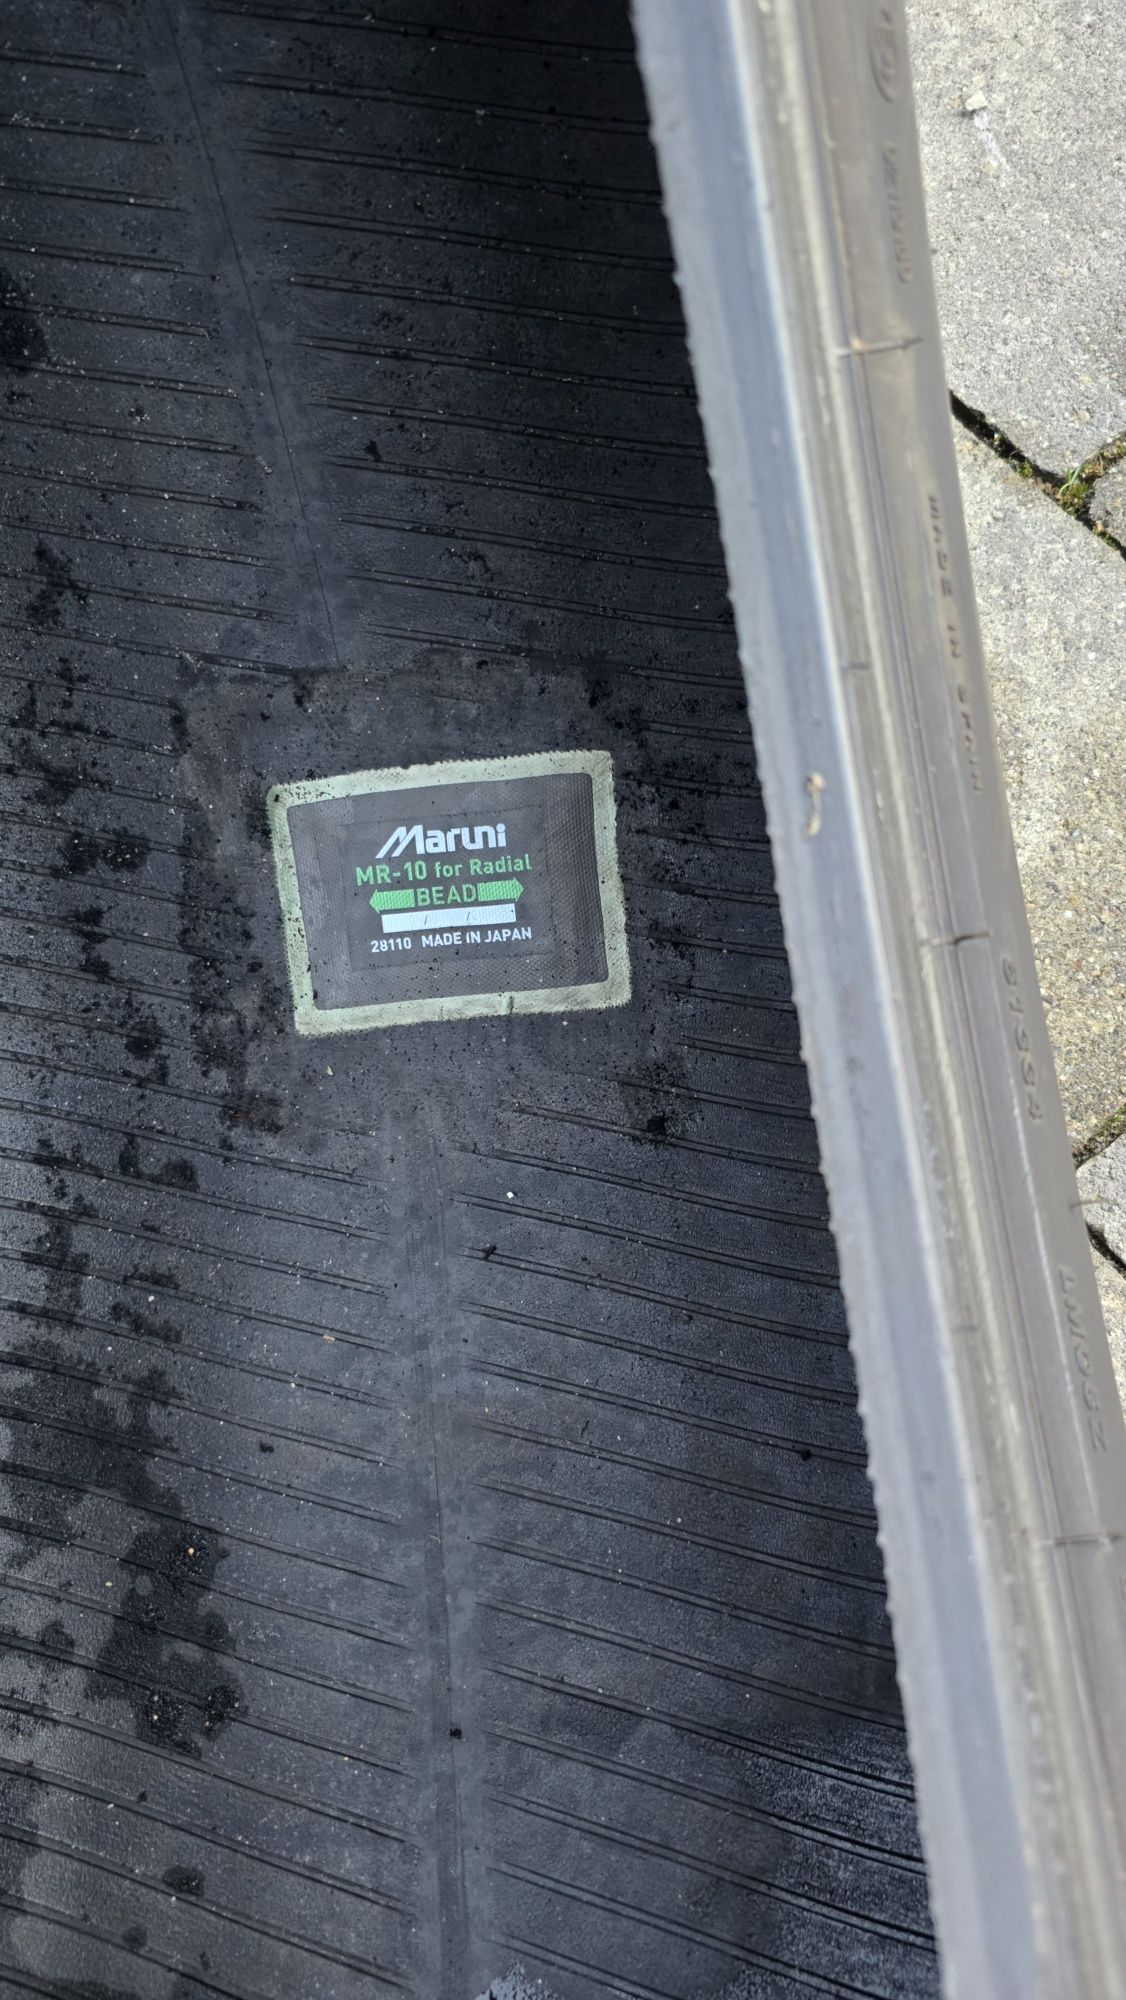 Maruni
MR-10 for Radial
BEAD
/ /
28110 MADE IN JAPAN
MADE IN SPAIN